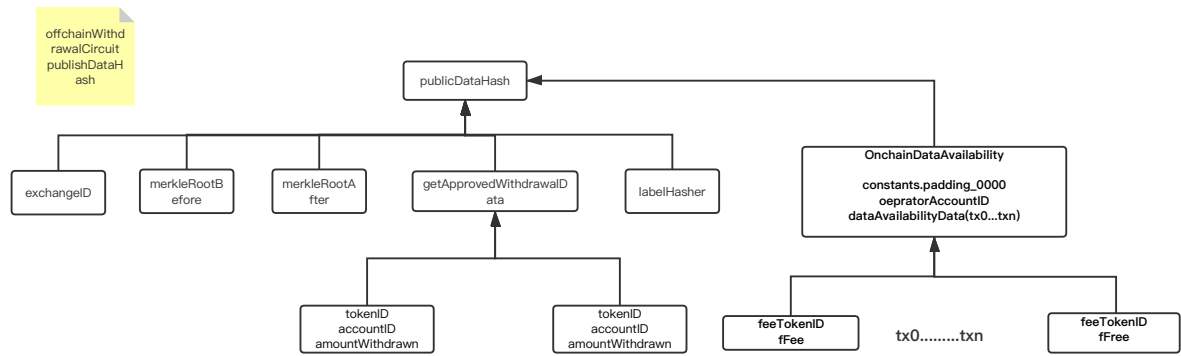 offchainWithd
rawalCircuit
publishDataH
ash
publicDataHash
OnchainDataAvailability
constants.padding_0000
oepratorAccountID
dataAvailabilityData(tx0...txn)
exchangeID
merkleRootB
efore
merkleRootA
fter
getApprovedWithdrawalD
ata
labelHasher
tokenID
accountID
amountWithdrawn
tokenID
accountID
amountWithdrawn
feeTokenID
fFee
tx0.........txn
feeTokenID
fFree